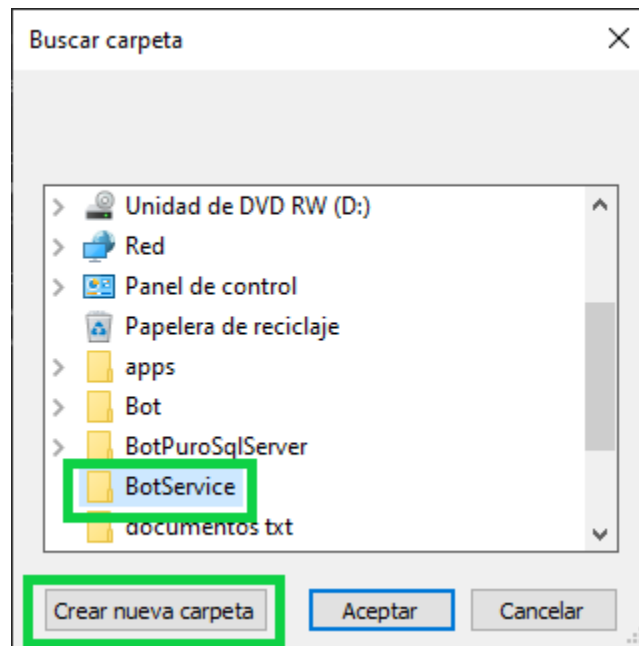 Buscar carpeta
Unidad de DVD RW (D:)
Red
Panel de control
Papelera de reciclaje
apps
Bot
BotPuroSqlServer
BotService
documentos txt
Crear nueva carpeta
Aceptar
Cancelar